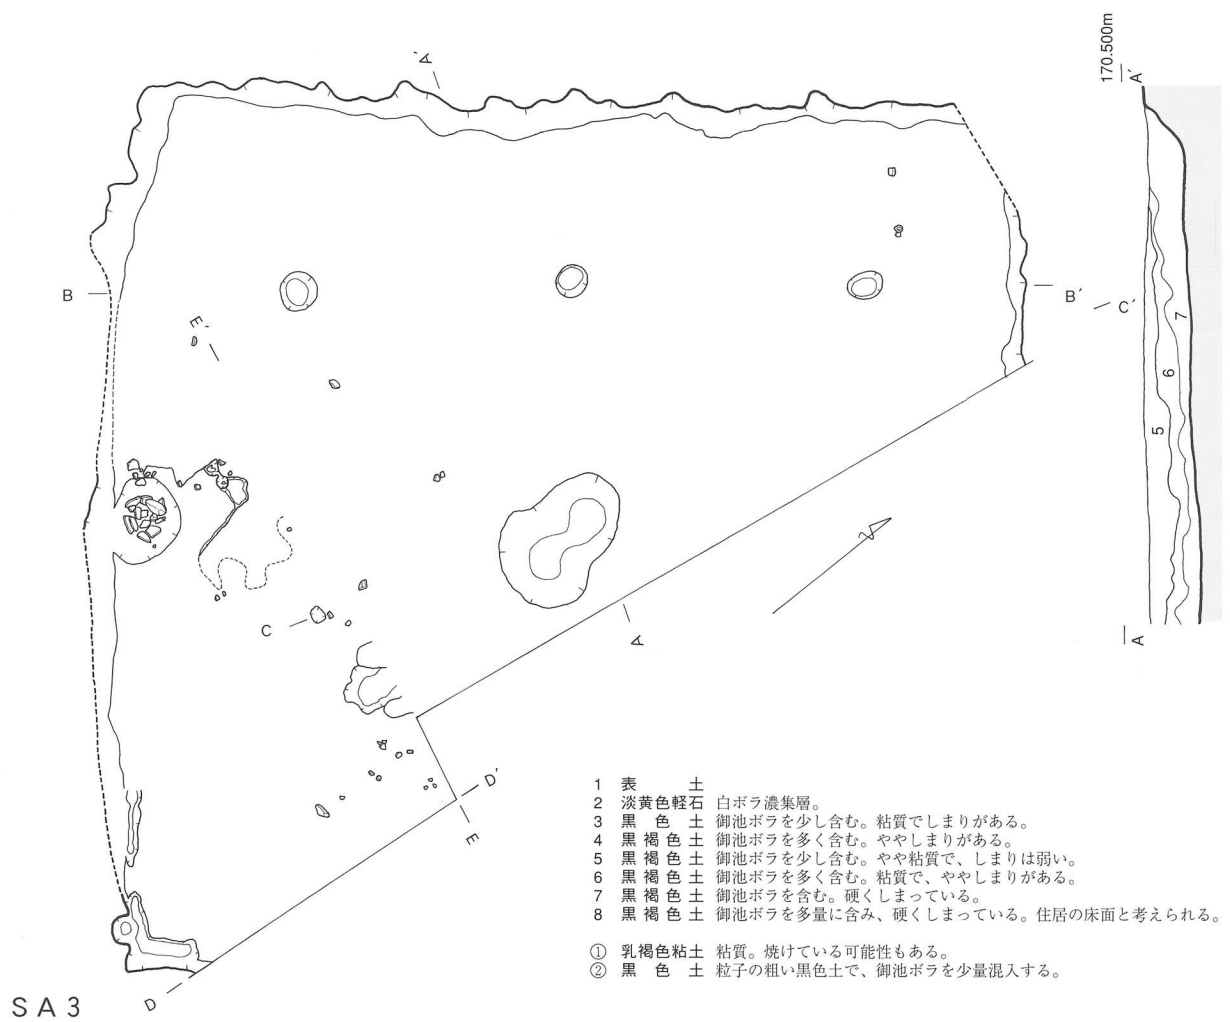 A′
170.500m
A′
B
B′
C′
E′
7
6
5
C
A
A
D′
E
1 表土
2 淡黄色軽石 白ボラ濃集層。
3 黒色土 御池ボラを少し含む。粘質でしまりがある。
4 黒褐色土 御池ボラを多く含む。ややしまりがある。
5 黒褐色土 御池ボラを少し含む。やや粘質で、しまりは弱い。
6 黒褐色土 御池ボラを多く含む。粘質で、ややしまりがある。
7 黒褐色土 御池ボラを含む。硬くしまっている。
8 黒褐色土 御池ボラを多量に含み、硬くしまっている。住居の床面と考えられる。
① 乳褐色粘土 粘質。焼けている可能性もある。
② 黒色土 粒子の粗い黒色土で、御池ボラを少量混入する。
D
SA3